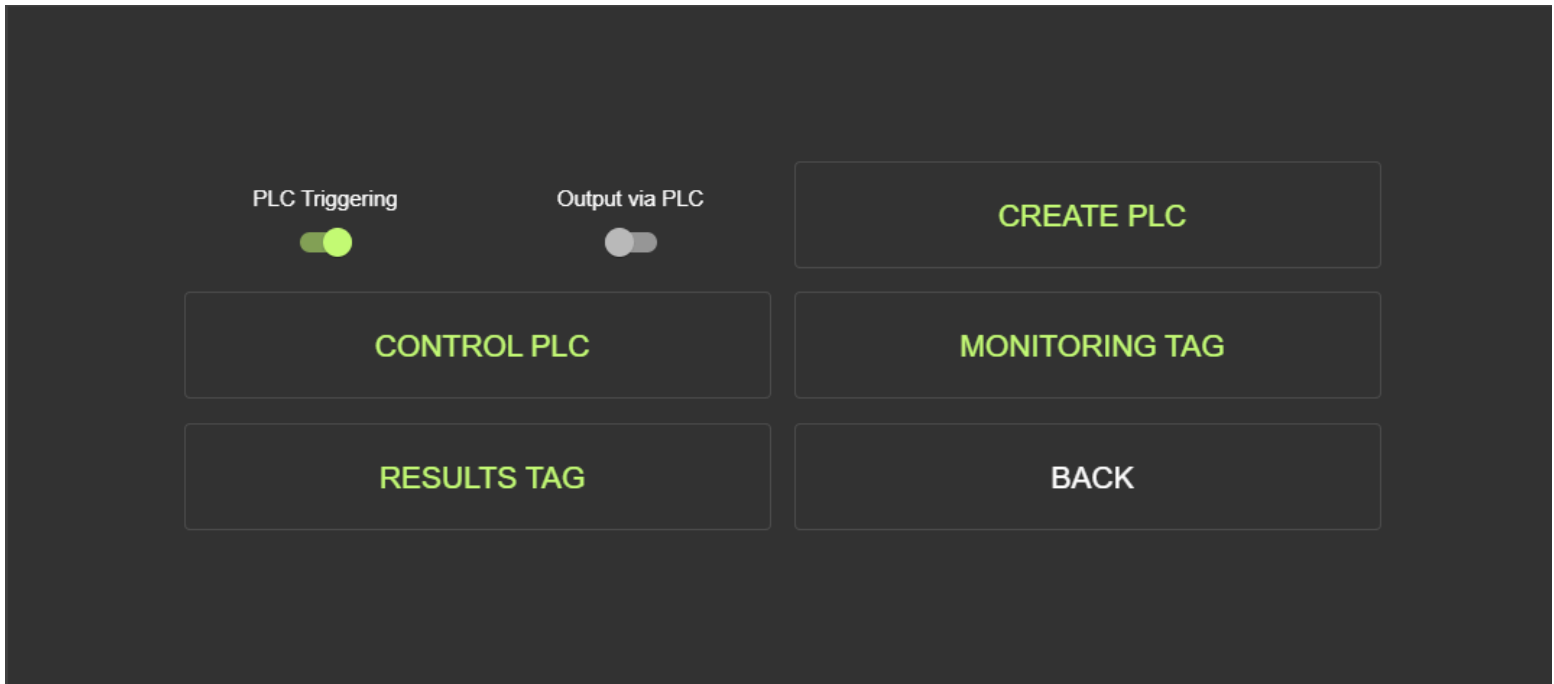 PLC Triggering
Output via PLC
CREATE PLC
CONTROL PLC
MONITORING TAG
RESULTS TAG
BACK